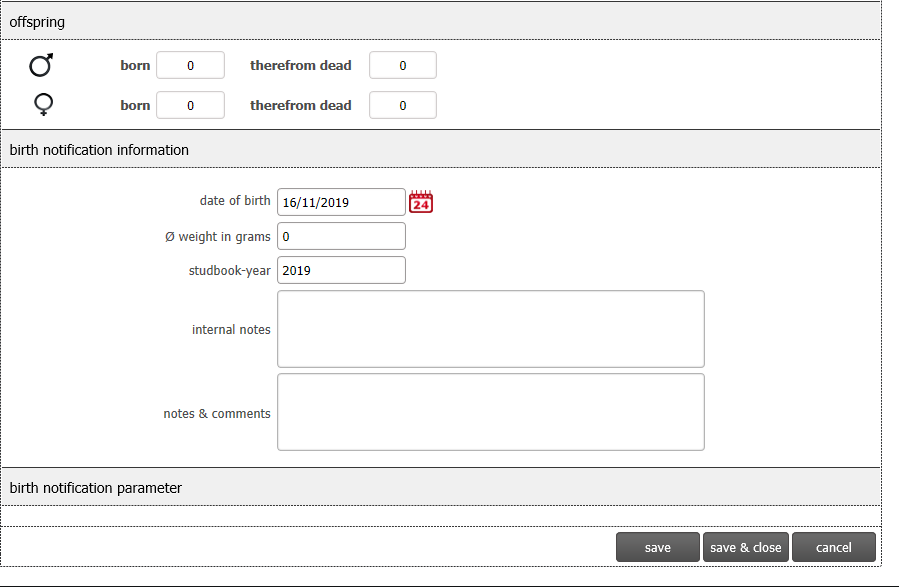 offspring
born 0 therefrom dead 0
born 0 therefrom dead 0
birth notification information
date of birth 16/11/2019 24
Ø weight in grams 0
studbook-year 2019
internal notes
notes & comments
birth notification parameter
save save & close cancel